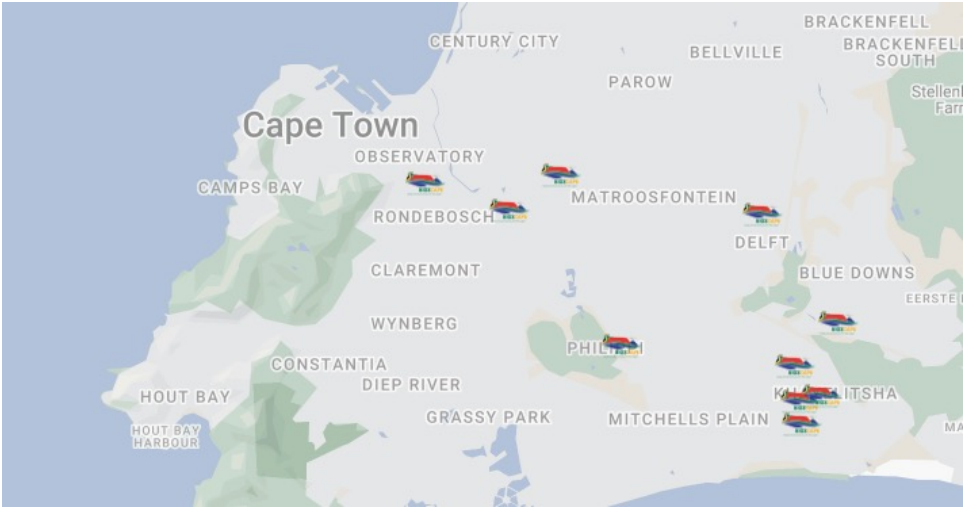 BRACKENFELL
CENTURY CITY
BRACKENFELL
SOUTH
BELLVILLE
PAROW
Cape Town
OBSERVATORY
CAMPS BAY
MATROOSFONTEIN
RONDEBOSCH
DELFT
CLAREMONT
BLUE DOWNS
EERSTE
WYNBERG
CONSTANTIA
DIEP RIVER
HOUT BAY
GRASSY PARK
MITCHELLS PLAIN
HOUT BAY
HARBOUR